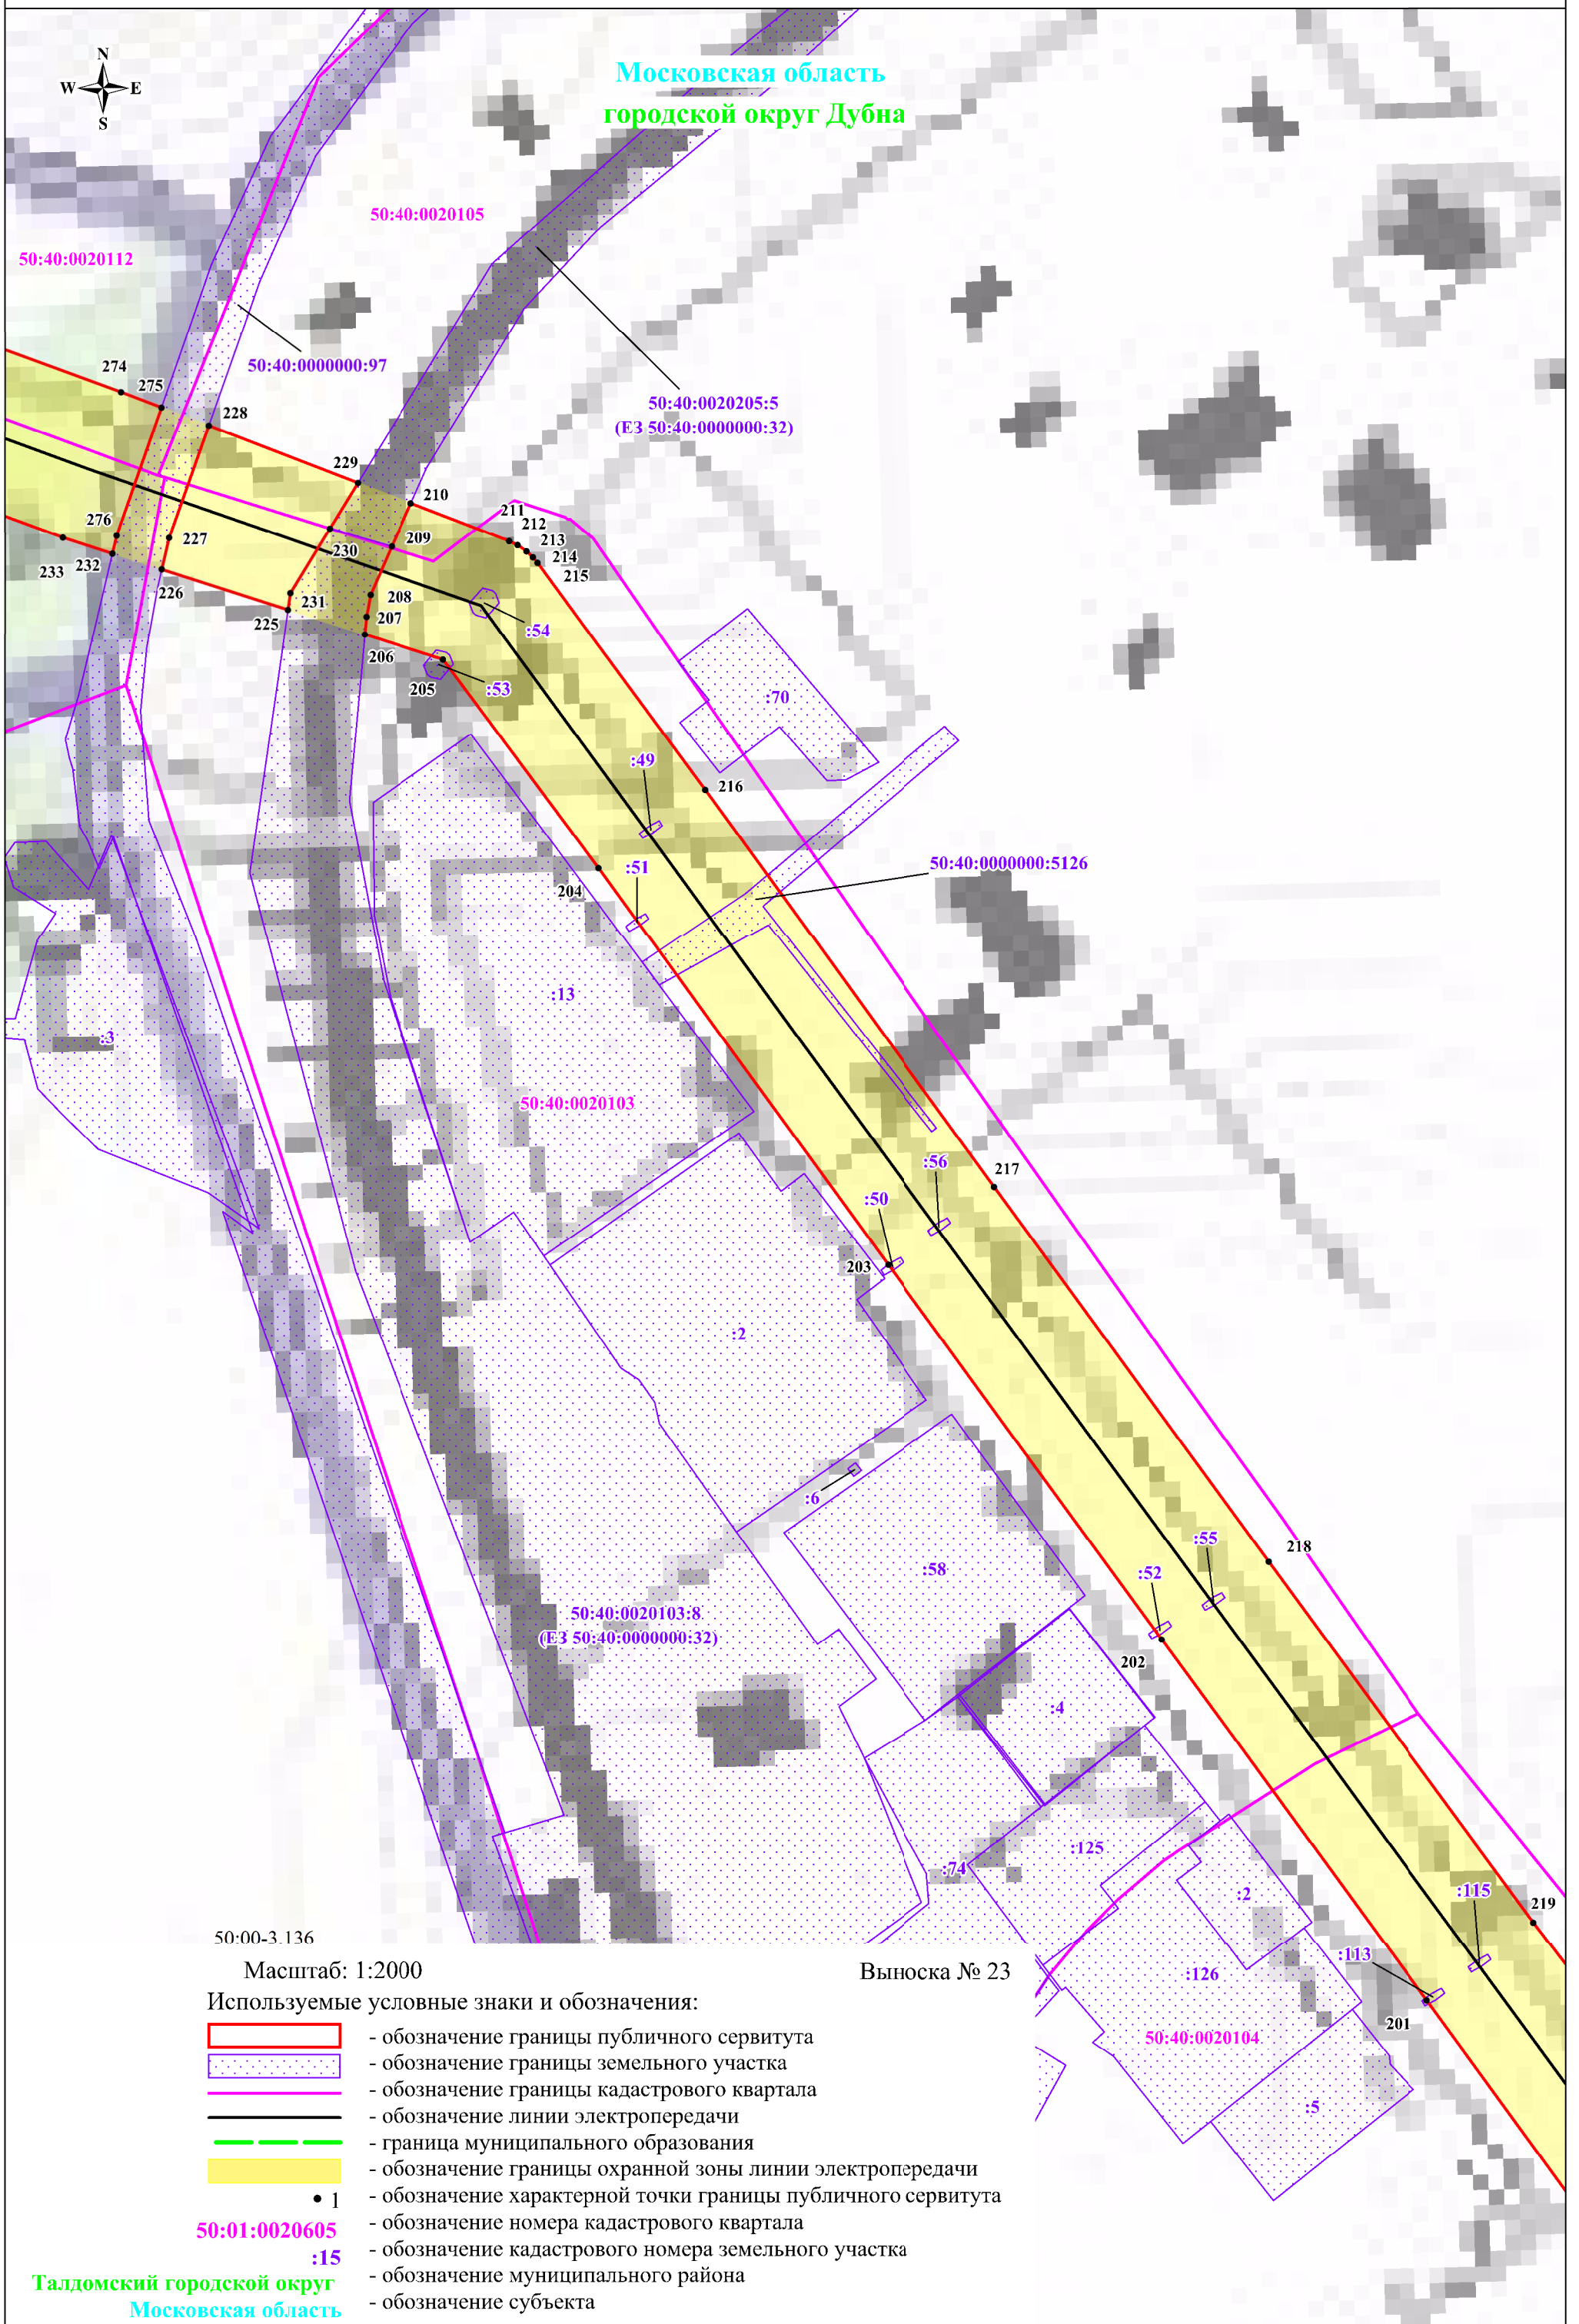 N
W E
S
Московская область
городской округ Дубна
50:40:0020105
50:40:0020112
50:40:0000000:97
50:40:0020205:5
(ЕЗ 50:40:0000000:32)
274
275
228
229
210
211
212
213
214
215
276
227
209
230
232
233
226
231
208
225
207
206
205
:54
:53
:70
:49
216
50:40:0000000:5126
:51
204
:13
:3
50:40:0020103
:56
217
:50
203
:2
:6
:55
218
:58
:52
50:40:0020103:8
(ЕЗ 50:40:0000000:32)
202
:4
:125
:74
:115
:2
219
:113
:126
201
50:40:0020104
:5
50:00-3.136
Масштаб: 1:2000
Выноска № 23
Используемые условные знаки и обозначения:
- обозначение границы публичного сервитута
- обозначение границы земельного участка
- обозначение границы кадастрового квартала
- обозначение линии электропередачи
- граница муниципального образования
- обозначение границы охранной зоны линии электропередачи
1 - обозначение характерной точки границы публичного сервитута
50:01:0020605 - обозначение номера кадастрового квартала
:15 - обозначение кадастрового номера земельного участка
Талдомский городской округ - обозначение муниципального района
Московская область - обозначение субъекта